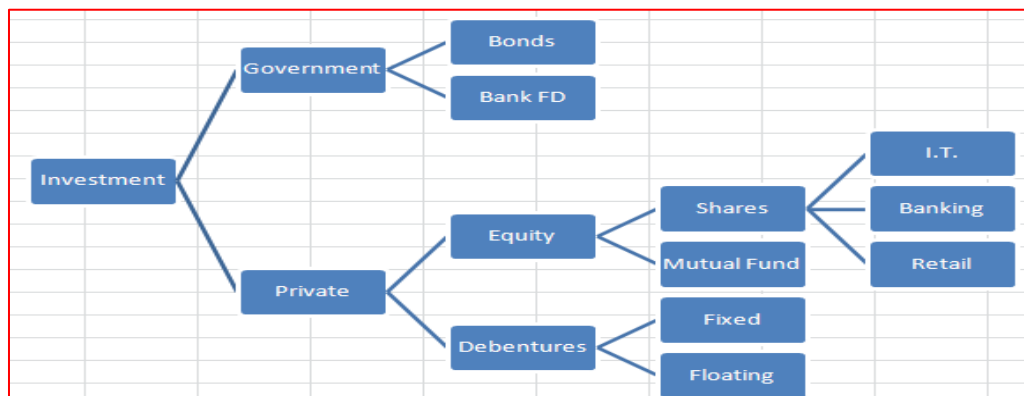 Investment
Government
Bonds
Bank FD
Private
Equity
Shares
I.T.
Banking
Retail
Mutual Fund
Debentures
Fixed
Floating